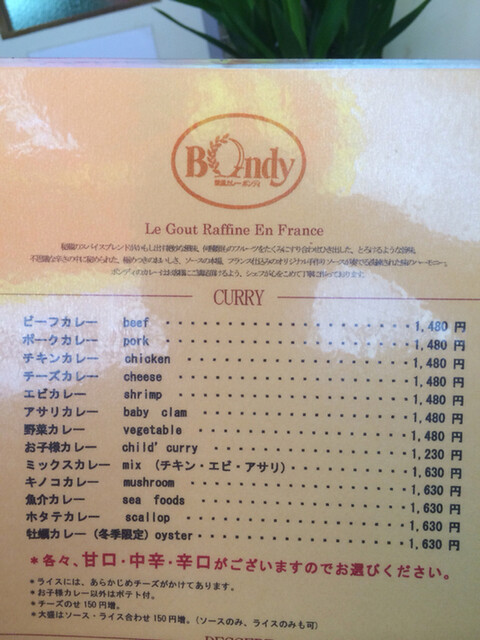 Bondy
欧風カレー ボンディ
Le Gout Raffine En France
CURRY
ビーフカレー beef ・・・・・・・・・・・・・・・・・・・・1,480 円
ポークカレー pork ・・・・・・・・・・・・・・・・・・・・1,480 円
チキンカレー chicken ・・・・・・・・・・・・・・・・・・1,480 円
チーズカレー cheese ・・・・・・・・・・・・・・・・・・・1,480 円
エビカレー shrimp ・・・・・・・・・・・・・・・・・・・1,480 円
アサリカレー baby clam ・・・・・・・・・・・・・・・・1,480 円
野菜カレー vegetable ・・・・・・・・・・・・・・・・・1,480 円
お子様カレー child' curry ・・・・・・・・・・・・・・・1,230 円
ミックスカレー mix (チキン・エビ・アサリ)・・・・・・・・・1,630 円
キノコカレー mushroom ・・・・・・・・・・・・・・・・・1,630 円
魚介カレー sea foods ・・・・・・・・・・・・・・・・1,630 円
ホタテカレー scallop ・・・・・・・・・・・・・・・・・1,630 円
牡蠣カレー(冬季限定)oyster・・・・・・・・・・・・・・・1,630 円
*各々、甘口・中辛・辛口がございますのでお選びください。
*ライスには、あらかじめチーズがかけてあります。
*お子様カレー以外はポテト付。
*チーズのせ 150円増。
*大盛はソース・ライス合わせ 150円増。(ソースのみ、ライスのみも可)